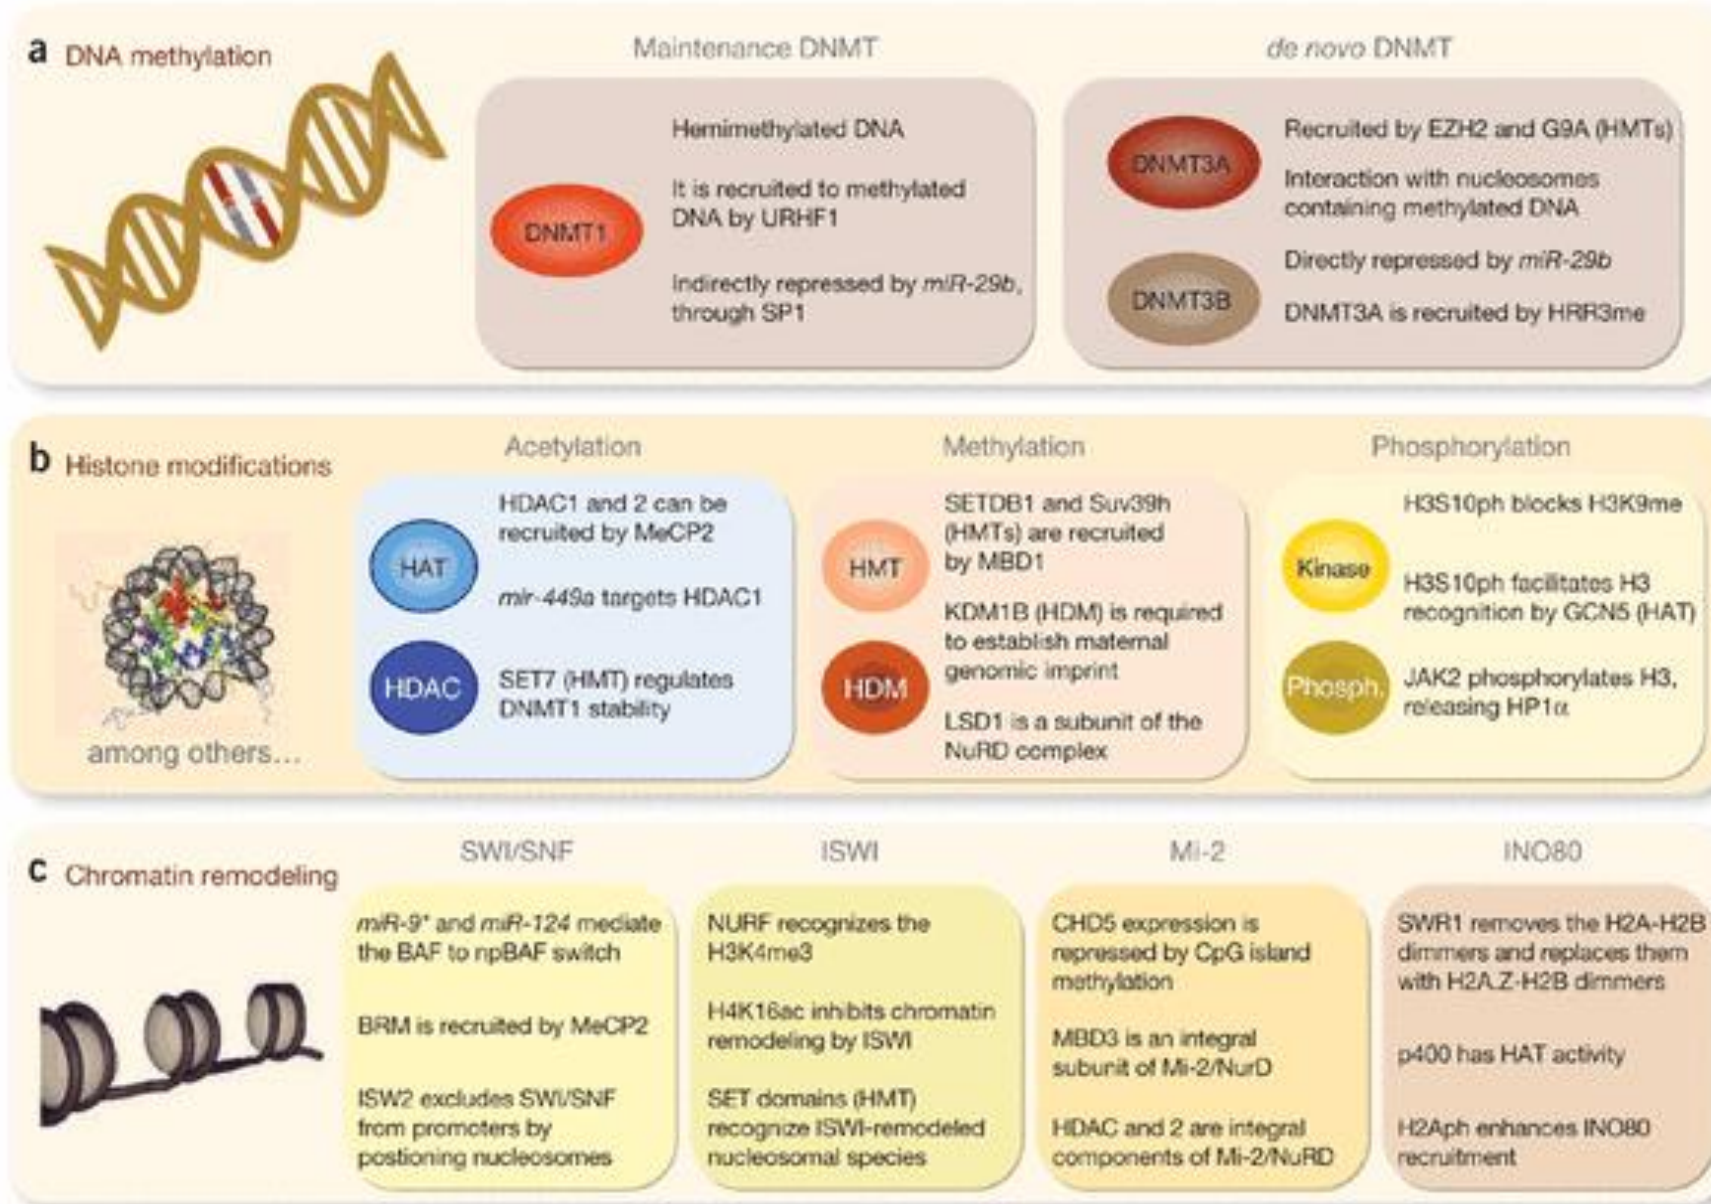 a DNA methylation
Maintenance DNMT
DNMT1
Hemimethylated DNA
It is recruited to methylated
DNA by URHF1
Indirectly repressed by miR-29b,
through SP1
de novo DNMT
DNMT3A
DNMT3B
Recruited by EZH2 and G9A (HMTs)
Interaction with nucleosomes
containing methylated DNA
Directly repressed by miR-29b
DNMT3A is recruited by HRR3me
b Histone modifications
among others...
Acetylation
HAT
HDAC
HDAC1 and 2 can be
recruited by MeCP2
mir-449a targets HDAC1
SET7 (HMT) regulates
DNMT1 stability
Methylation
HMT
HDM
SETDB1 and Suv39h
(HMTs) are recruited
by MBD1
KDM1B (HDM) is required
to establish maternal
genomic imprint
LSD1 is a subunit of the
NuRD complex
Phosphorylation
Kinase
Phosph.
H3S10ph blocks H3K9me
H3S10ph facilitates H3
recognition by GCN5 (HAT)
JAK2 phosphorylates H3,
releasing HP1α
c Chromatin remodeling
SWI/SNF
miR-9* and miR-124 mediate
the BAF to npBAF switch
BRM is recruited by MeCP2
ISW2 excludes SWI/SNF
from promoters by
postioning nucleosomes
ISWI
NURF recognizes the
H3K4me3
H4K16ac inhibits chromatin
remodeling by ISWI
SET domains (HMT)
recognize ISWI-remodeled
nucleosomal species
Mi-2
CHD5 expression is
repressed by CpG island
methylation
MBD3 is an integral
subunit of Mi-2/NurD
HDAC and 2 are integral
components of Mi-2/NuRD
INO80
SWR1 removes the H2A-H2B
dimmers and replaces them
with H2A.Z-H2B dimmers
p400 has HAT activity
H2Aph enhances INO80
recruitment